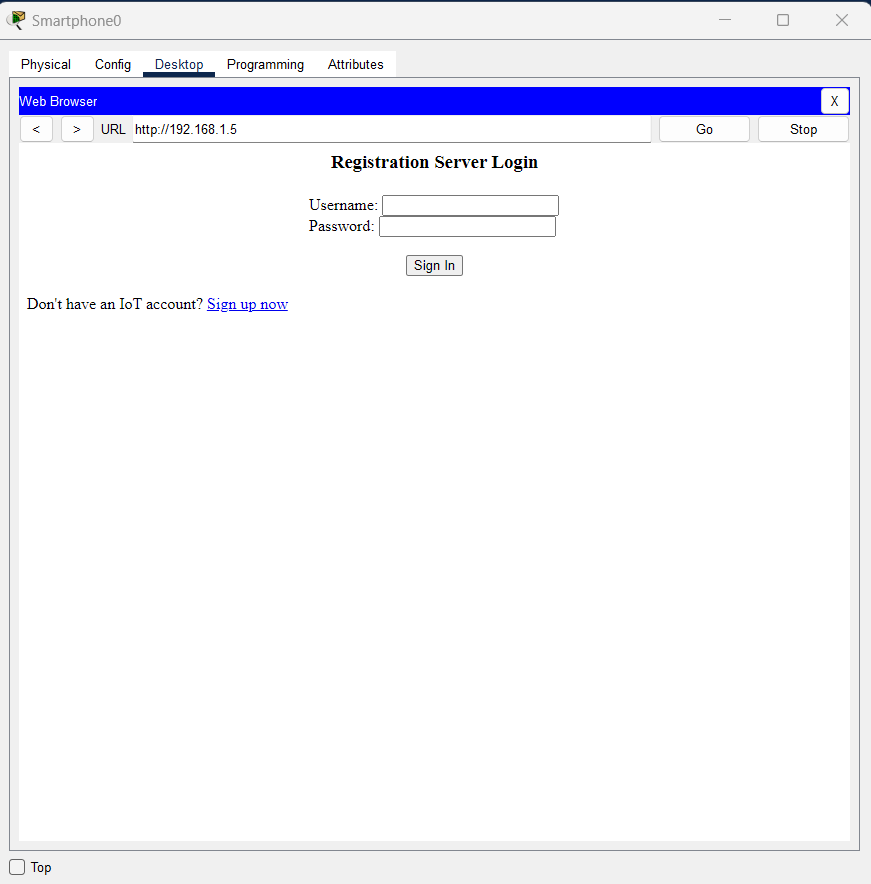 Smartphone0
Physical Config Desktop Programming Attributes
Web Browser X
< > URL http://192.168.1.5 Go Stop
Registration Server Login
Username:
Password:
Sign In
Don't have an IoT account? Sign up now
Top